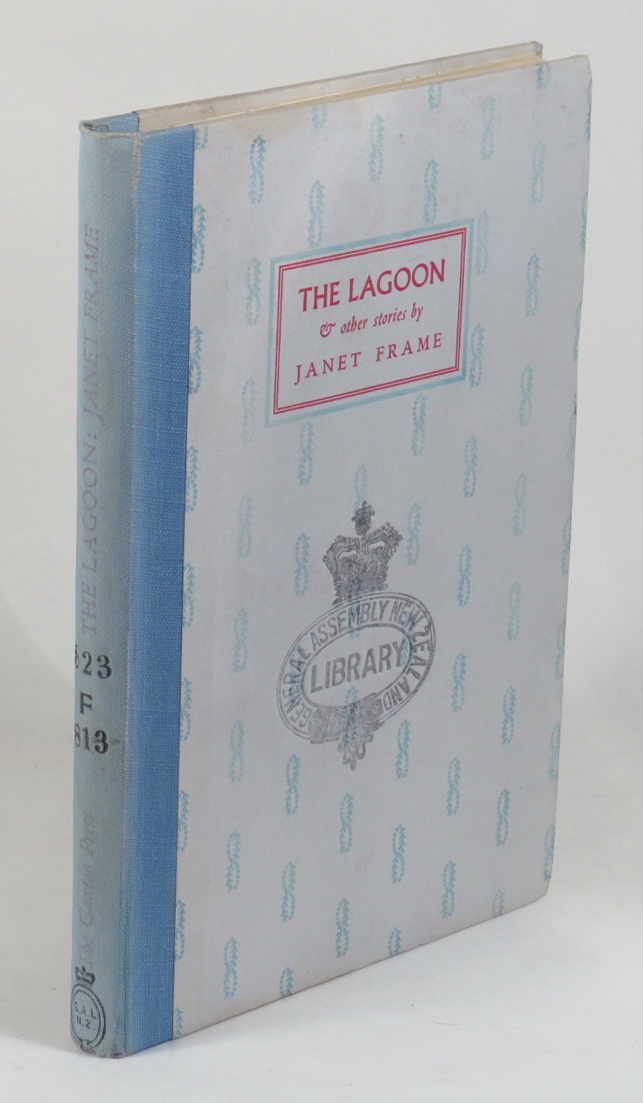 THE LAGOON
& other stories by
JANET FRAME
GENERAL ASSEMBLY NEW ZEALAND
LIBRARY
THE LAGOON: JANET FRAME
823
F
813
The Caxton Press
G.A.L.
N.Z.